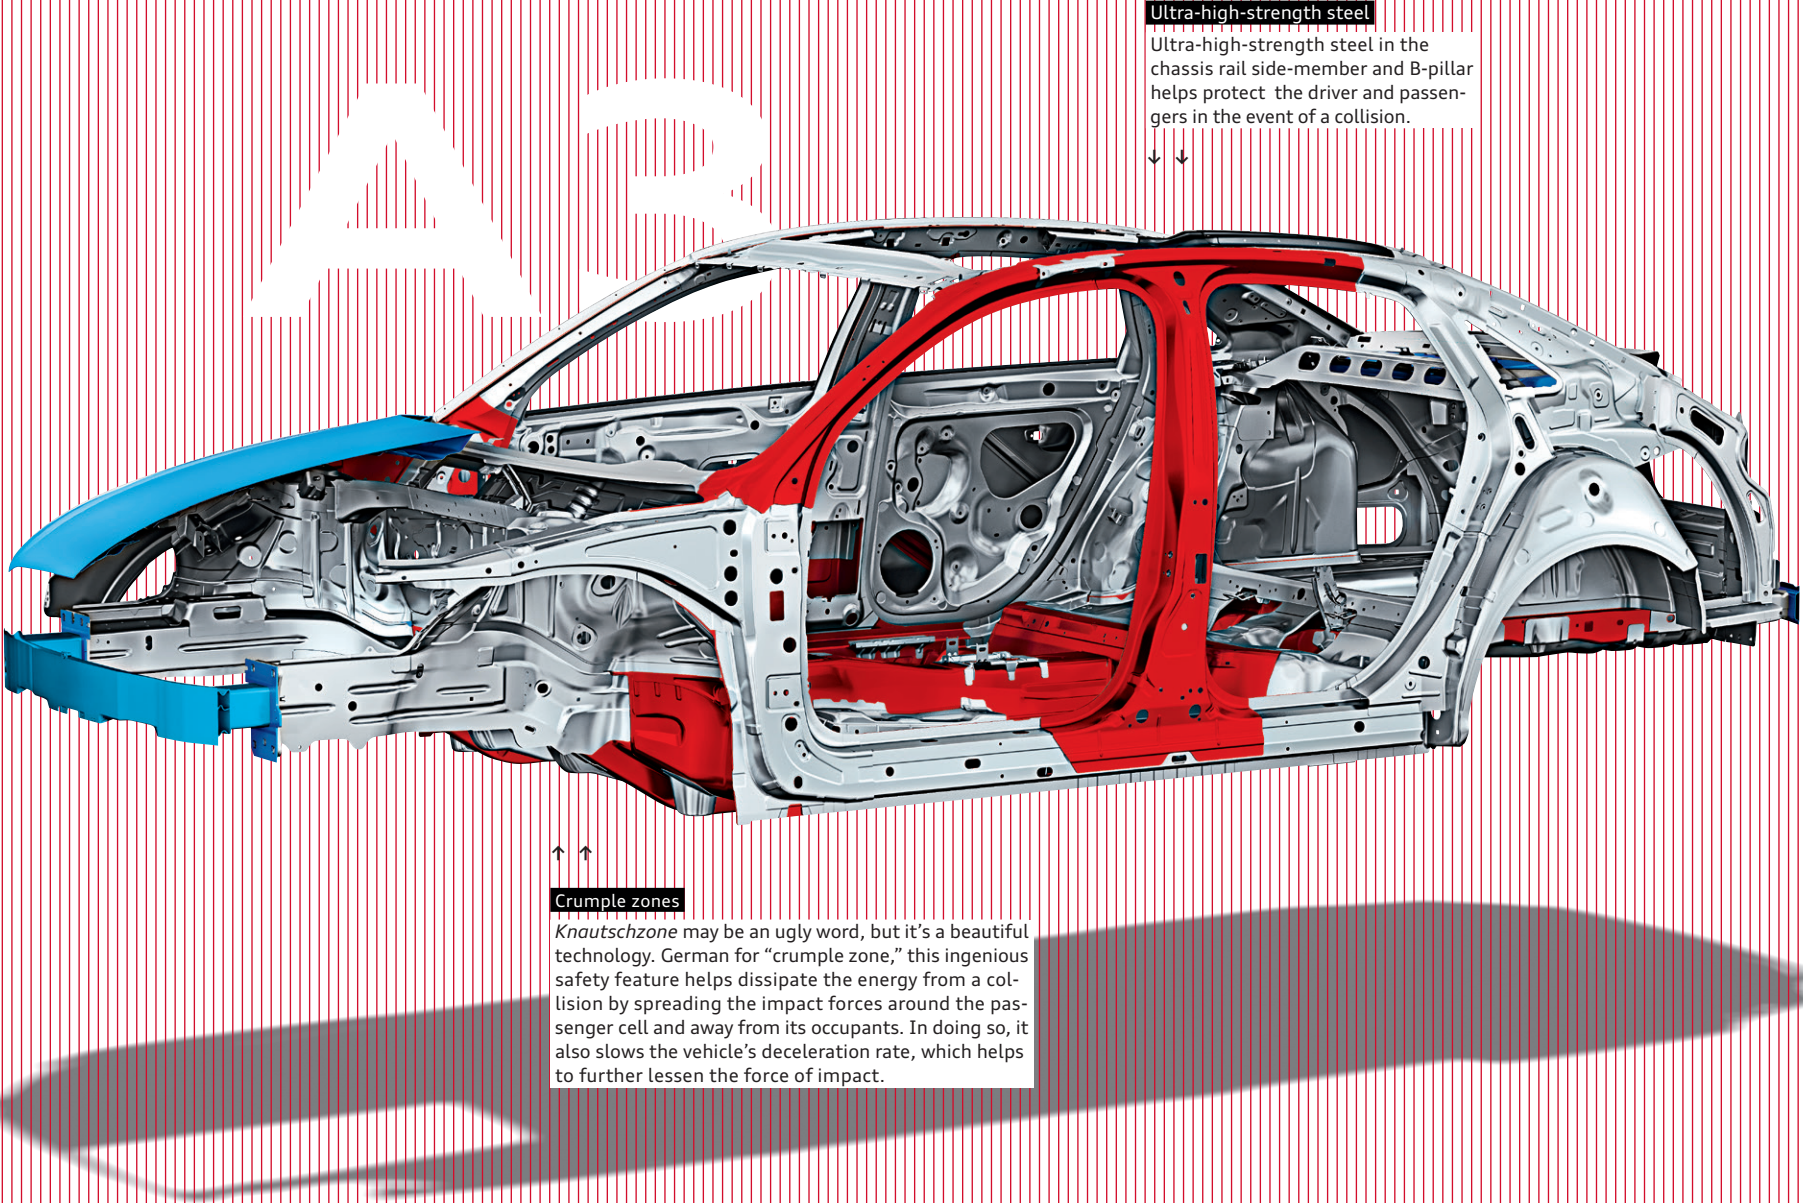 Ultra-high-strength steel
Ultra-high-strength steel in the
chassis rail side-member and B-pillar
helps protect the driver and passen-
gers in the event of a collision.
↓ ↓
A3
↑ ↑
Crumple zones
Knautschzone may be an ugly word, but it’s a beautiful
technology. German for “crumple zone,” this ingenious
safety feature helps dissipate the energy from a col-
lision by spreading the impact forces around the pas-
senger cell and away from its occupants. In doing so, it
also slows the vehicle’s deceleration rate, which helps
to further lessen the force of impact.